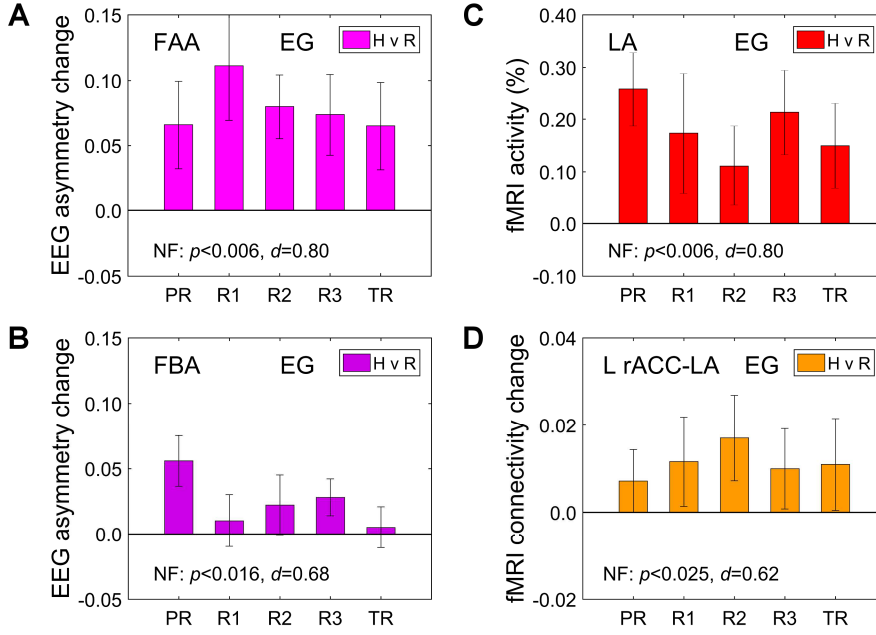 A
EEG asymmetry change
0.15
0.10
0.05
0.0
-0.05
FAA EG
H v R
NF: p<0.006, d=0.80
PR R1 R2 R3 TR
C
fMRI activity (%)
0.40
0.30
0.20
0.10
0.0
-0.10
LA EG
H v R
NF: p<0.006, d=0.80
PR R1 R2 R3 TR
B
EEG asymmetry change
0.15
0.10
0.05
0.0
-0.05
FBA EG
H v R
NF: p<0.016, d=0.68
PR R1 R2 R3 TR
D
fMRI connectivity change
0.04
0.02
0.0
-0.02
L rACC-LA EG
H v R
NF: p<0.025, d=0.62
PR R1 R2 R3 TR